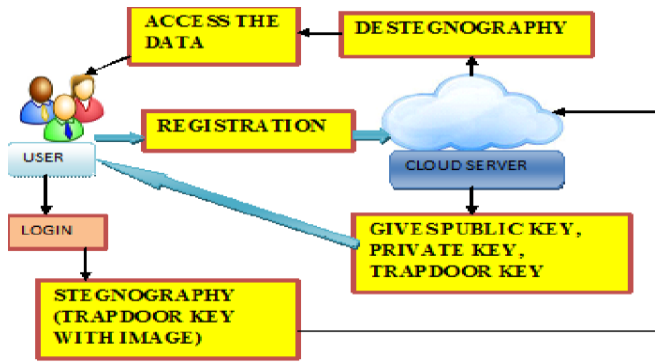 ACCESS THE
DATA
DESTEGNOGRAPHY
REGISTRATION
USER
CLOUD SERVER
LOGIN
GIVESPUBLIC KEY,
PRIVATE KEY,
TRAPDOOR KEY
STEGNOGRAPHY
(TRAPDOOR KEY
WITH IMAGE)